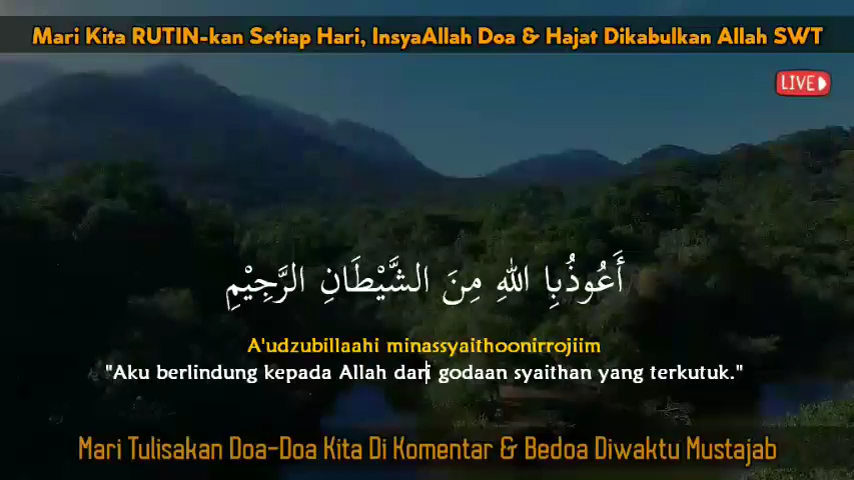 Mari Kita RUTIN-kan Setiap Hari, InsyaAllah Doa & Hajat Dikabulkan Allah SWT
LIVE
أَعُوذُبِا اللهِ مِنَ الشَّيْطَانِ الرَّجِيْمِ
A'udzubillaahi minassyaithoonirrojiim
"Aku berlindung kepada Allah dari godaan syaithan yang terkutuk."
Mari Tulisakan Doa-Doa Kita Di Komentar & Bedoa Diwaktu Mustajab